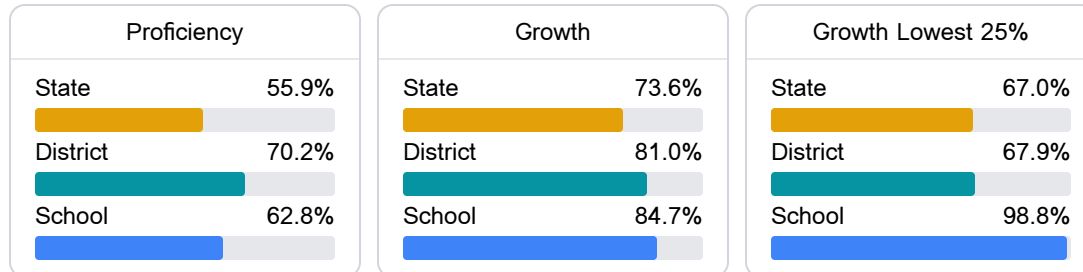 Proficiency
State 55.9%
District 70.2%
School 62.8%
Growth
State 73.6%
District 81.0%
School 84.7%
Growth Lowest 25%
State 67.0%
District 67.9%
School 98.8%